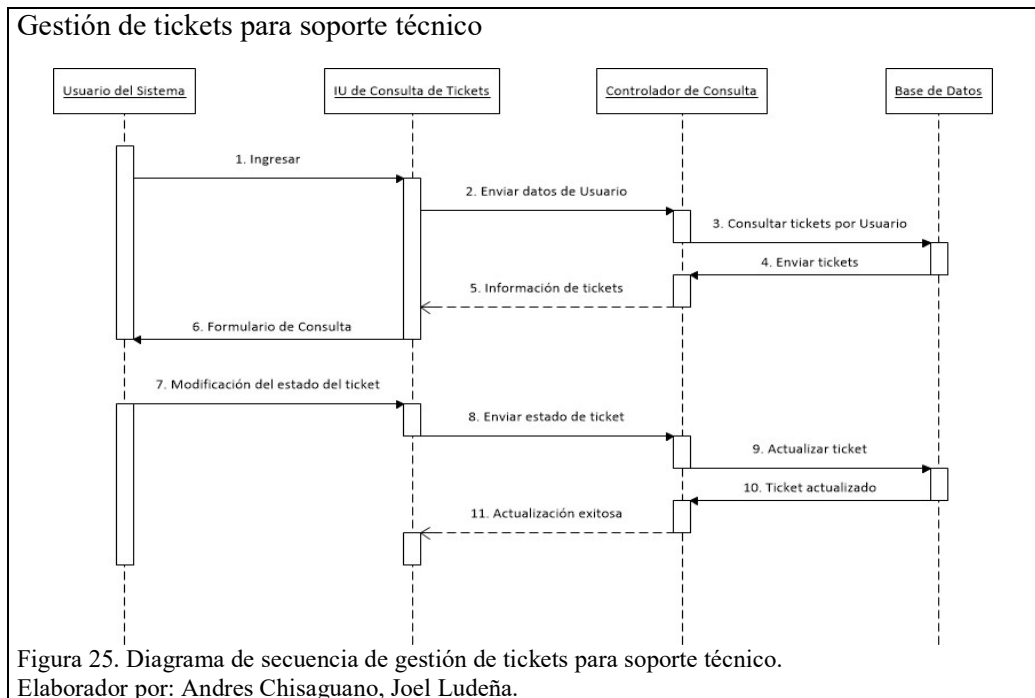 Gestión de tickets para soporte técnico
Usuario del Sistema
IU de Consulta de Tickets
Controlador de Consulta
Base de Datos
1. Ingresar
2. Enviar datos de Usuario
3. Consultar tickets por Usuario
4. Enviar tickets
5. Información de tickets
6. Formulario de Consulta
7. Modificación del estado del ticket
8. Enviar estado de ticket
9. Actualizar ticket
10. Ticket actualizado
11. Actualización exitosa
Figura 25. Diagrama de secuencia de gestión de tickets para soporte técnico.
Elaborador por: Andres Chisaguano, Joel Ludeña.